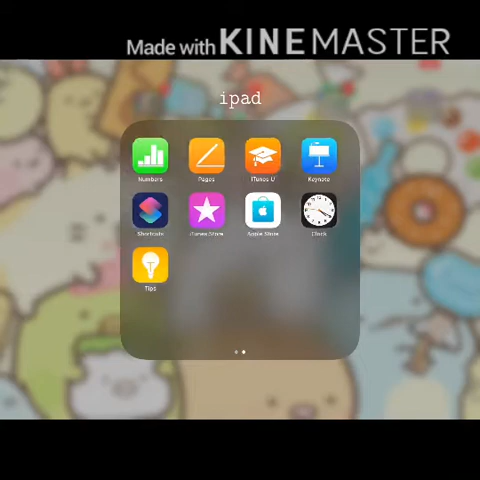 Made with KINEMASTER
ipad
Numbers Pages iTunes U Keynote
Shortcuts iTunes Store Apple Store Clock
Tips